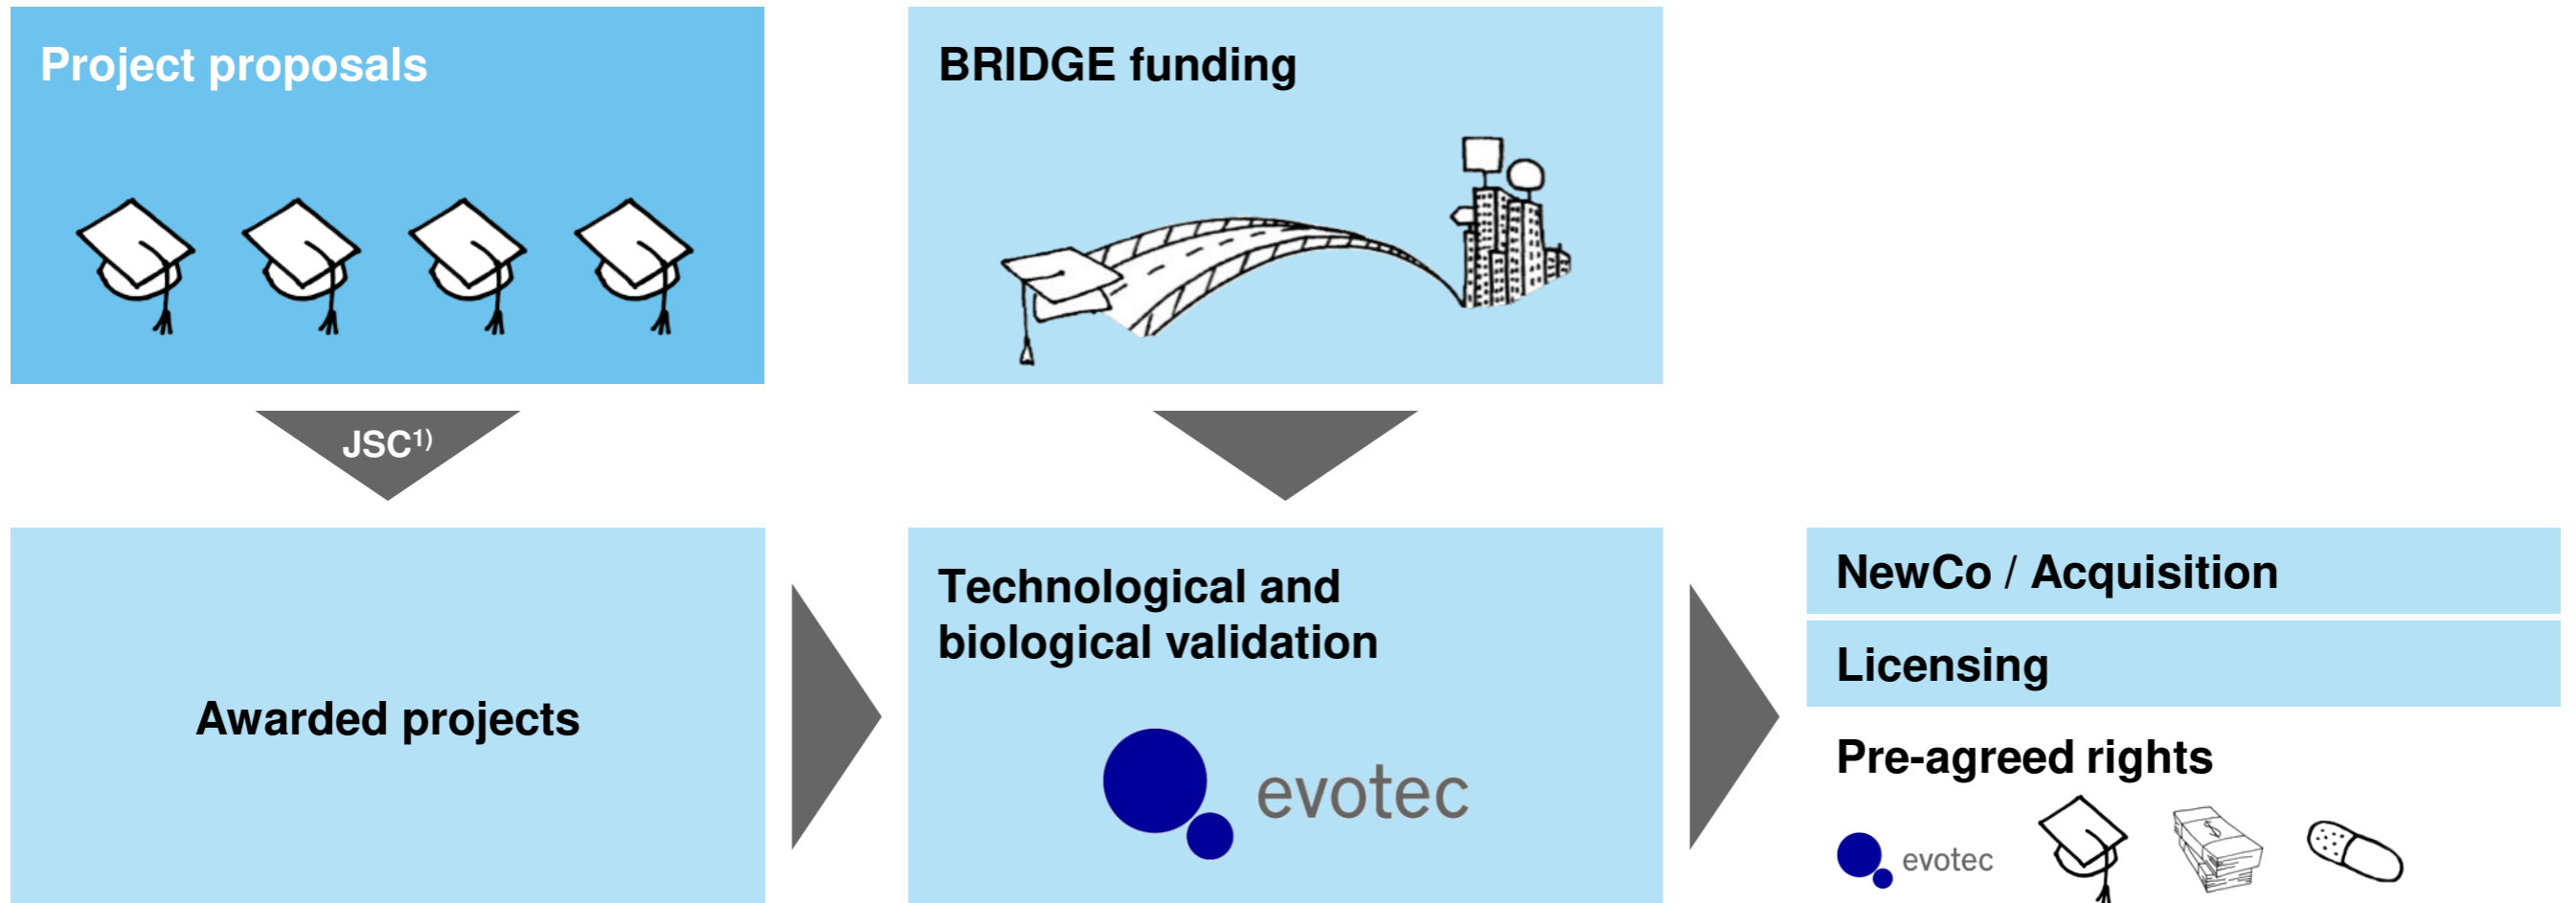 Project proposals
BRIDGE funding
JSC1)
Awarded projects
Technological and
biological validation
evotec
NewCo / Acquisition
Licensing
Pre-agreed rights
evotec
$